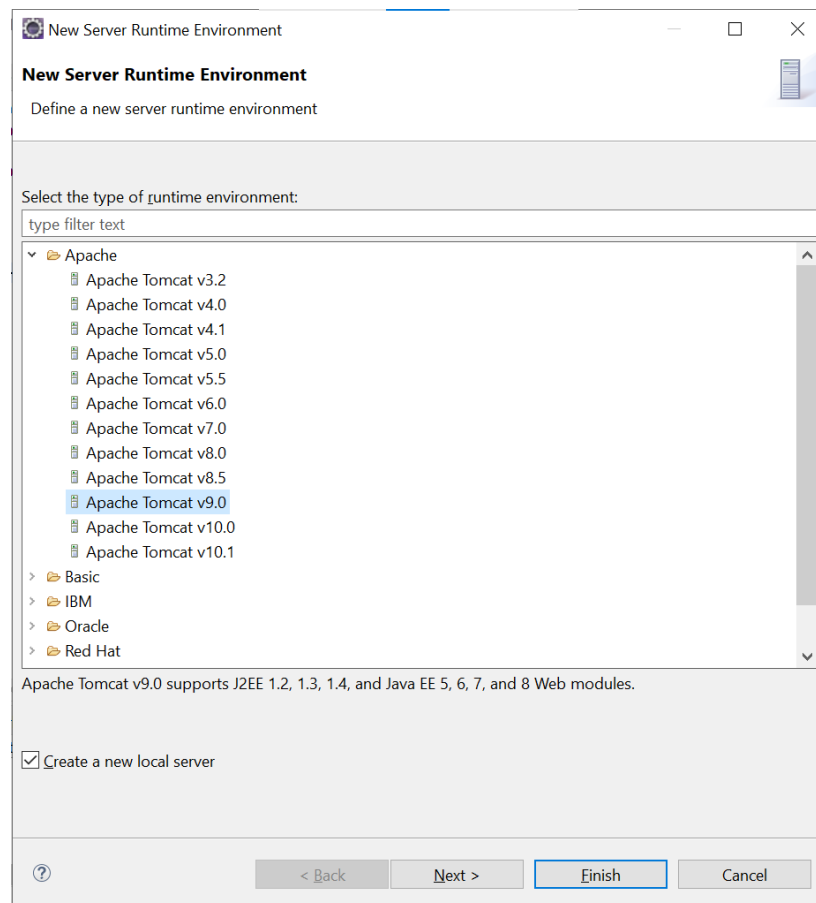 New Server Runtime Environment
New Server Runtime Environment
Define a new server runtime environment
Select the type of runtime environment:
type filter text
Apache
Apache Tomcat v3.2
Apache Tomcat v4.0
Apache Tomcat v4.1
Apache Tomcat v5.0
Apache Tomcat v5.5
Apache Tomcat v6.0
Apache Tomcat v7.0
Apache Tomcat v8.0
Apache Tomcat v8.5
Apache Tomcat v9.0
Apache Tomcat v10.0
Apache Tomcat v10.1
Basic
IBM
Oracle
Red Hat
Apache Tomcat v9.0 supports J2EE 1.2, 1.3, 1.4, and Java EE 5, 6, 7, and 8 Web modules.
Create a new local server
? < Back Next > Finish Cancel